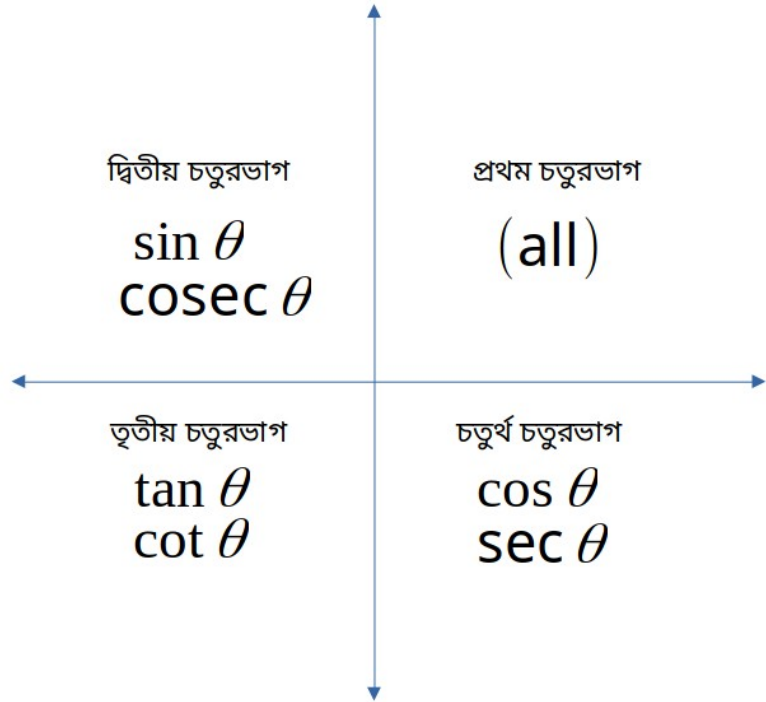 দ্বিতীয় চতুরভাগ
sin θ
cosec θ
প্রথম চতুরভাগ
(all)
তৃতীয় চতুরভাগ
tan θ
cot θ
চতুর্থ চতুরভাগ
cos θ
sec θ